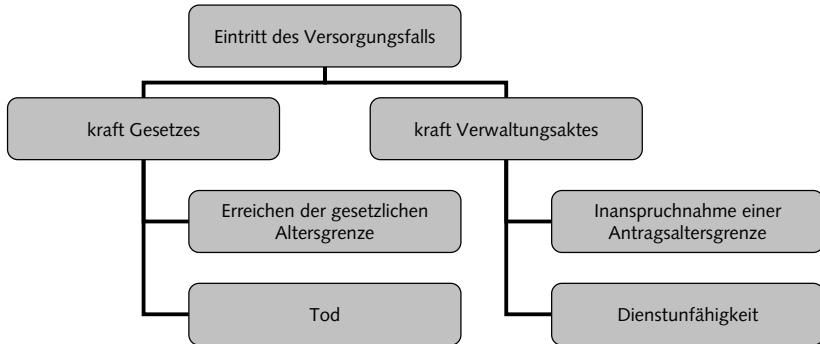 Eintritt des Versorgungsfalls
kraft Gesetzes
kraft Verwaltungsaktes
Erreichen der gesetzlichen
Altersgrenze
Inanspruchnahme einer
Antragsaltersgrenze
Tod
Dienstunfähigkeit